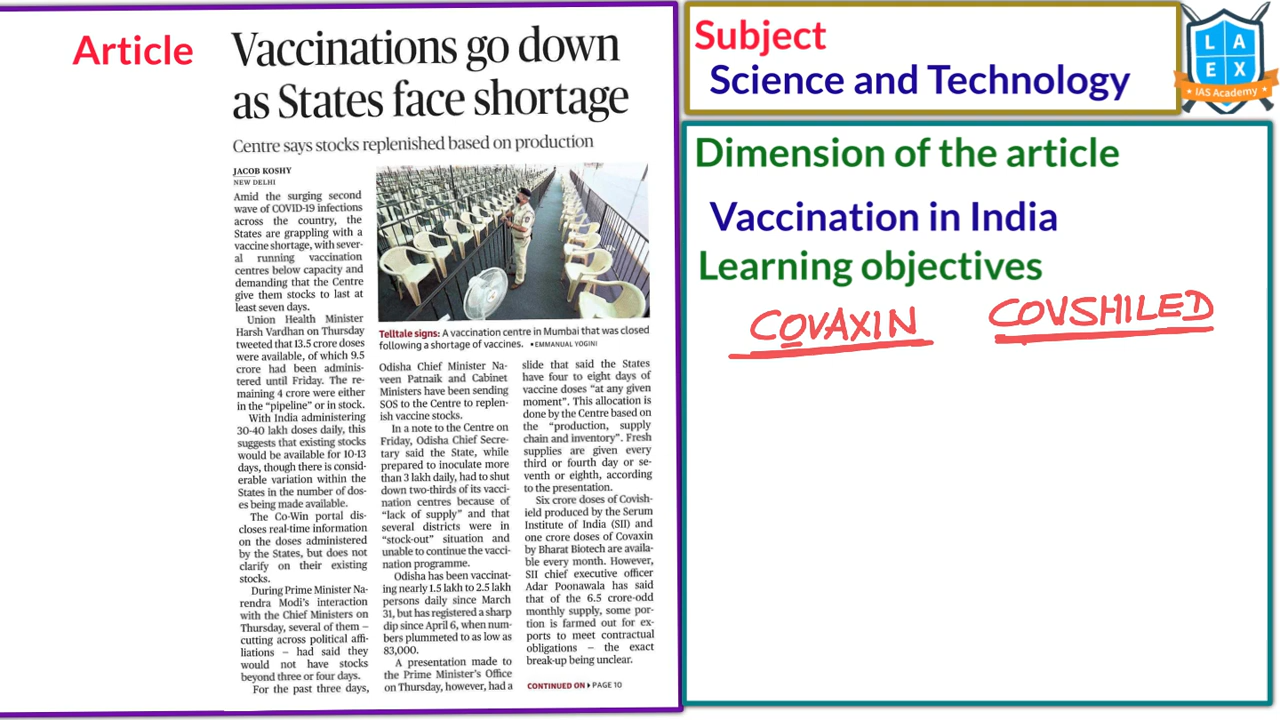 Article
Vaccinations go down
as States face shortage
Centre says stocks replenished based on production
JACOB KOSHY
NEW DELHI
Amid the surging second
wave of COVID-19 infections
across the country, the
States are grappling with a
vaccine shortage, with sever-
al running vaccination
centres below capacity and
demanding that the Centre
give them stocks to last at
least seven days.
Union Health Minister
Harsh Vardhan on Thursday
tweeted that 13.5 crore doses
were available, of which 9.5
crore had been adminis-
tered until Friday. The re-
maining 4 crore were either
in the “pipeline” or in stock.
With India administering
30-40 lakh doses daily, this
suggests that existing stocks
would be available for 10-13
days, though there is consid-
erable variation within the
States in the number of dos-
es being made available.
The Co-Win portal dis-
closes real-time information
on the doses administered
by the States, but does not
clarify on their existing
stocks.
During Prime Minister Na-
rendra Modi’s interaction
with the Chief Ministers on
Thursday, several of them –
cutting across political affi-
liations – had said they
would not have stocks
beyond three or four days.
For the past three days,
Telltale signs: A vaccination centre in Mumbai that was closed
following a shortage of vaccines. • EMMANUAL YOGINI
Odisha Chief Minister Na-
veen Patnaik and Cabinet
Ministers have been sending
SOS to the Centre to replen-
ish vaccine stocks.
In a note to the Centre on
Friday, Odisha Chief Secre-
tary said the State, while
prepared to inoculate more
than 3 lakh daily, had to shut
down two-thirds of its vacci-
nation centres because of
“lack of supply” and that
several districts were in
“stock-out” situation and
unable to continue the vacci-
nation programme.
Odisha has been vaccinat-
ing nearly 1.5 lakh to 2.5 lakh
persons daily since March
31, but has registered a sharp
dip since April 6, when num-
bers plummeted to as low as
83,000.
A presentation made to
the Prime Minister’s Office
on Thursday, however, had a
slide that said the States
have four to eight days of
vaccine doses “at any given
moment”. This allocation is
done by the Centre based on
the “production, supply
chain and inventory”. Fresh
supplies are given every
third or fourth day or se-
venth or eighth, according
to the presentation.
Six crore doses of Covish-
ield produced by the Serum
Institute of India (SII) and
one crore doses of Covaxin
by Bharat Biotech are availa-
ble every month. However,
SII chief executive officer
Adar Poonawala has said
that of the 6.5 crore-odd
monthly supply, some por-
tion is farmed out for ex-
ports to meet contractual
obligations – the exact
break-up being unclear.
CONTINUED ON ▸ PAGE 10
Subject
Science and Technology
L A
E X
IAS Academy
Dimension of the article
Vaccination in India
Learning objectives
COVAXIN COVSHILED